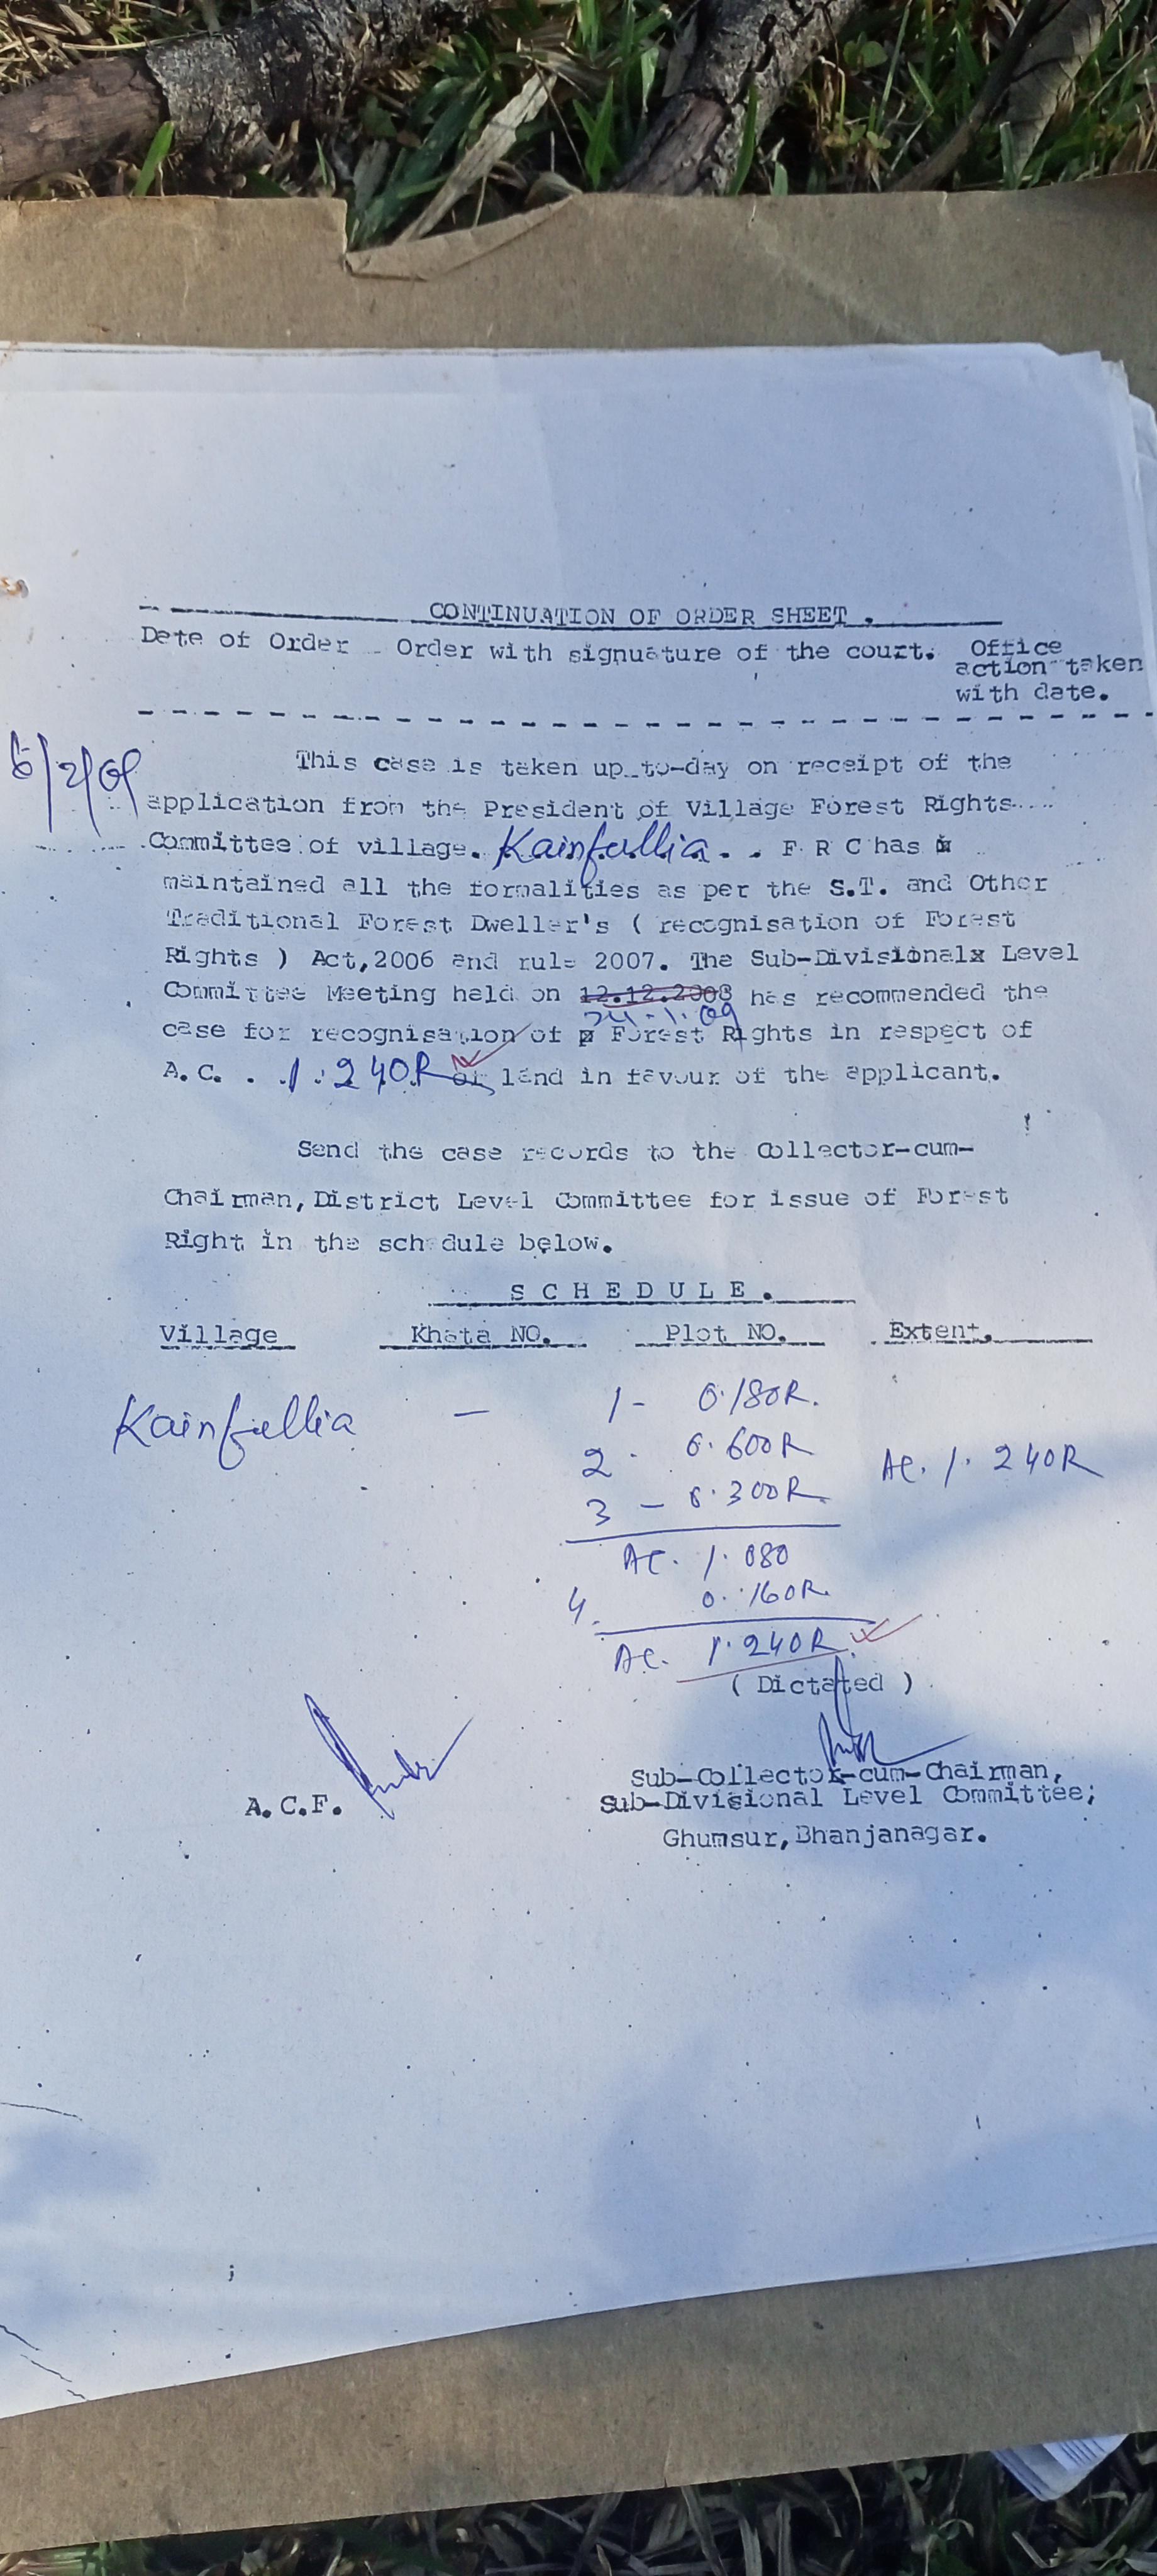 CONTINUATION OF ORDER SHEET .
Date of Order Order with signuature of the court. Office action taken with date.
6/2/09
This case is taken up to-day on receipt of the
application from the President of Village Forest Rights
Committee of village. Kainfullia . . F R C has
maintained all the formalities as per the S.T. and Other
Traditional Forest Dweller's ( recognisation of Forest
Rights ) Act,2006 and rule 2007. The Sub-Divisionalx Level
Committee Meeting held on 12.12.2008 has recommended the
24.1.09
case for recognisation of Forest Rights in respect of
A.C. . 1.240R of land in favour of the applicant.
Send the case records to the Collector-cum-
Chairman,District Level Committee for issue of Forest
Right in the schedule below.
S C H E D U L E .
Village Khata NO. Plot NO. Extent.
Kainfullia - 1 - 0.180R.
2 - 0.600R AC. 1.240R
3 - 0.300R
AC. 1.080
4. 0.160R
AC. 1.240R
( Dictated )
Sub-Collector-cum-Chairman,
A.C.F. Sub-Divisional Level Committee;
Ghumsur,Bhanjanagar.